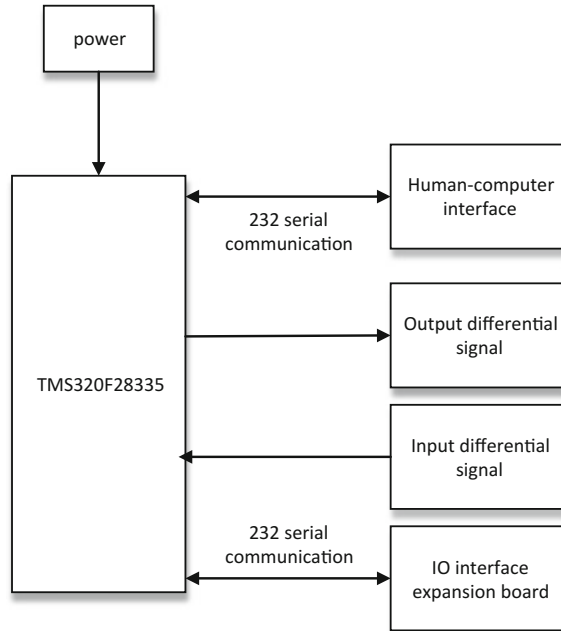 power
Human-computer
interface
232 serial
communication
Output differential
signal
TMS320F28335
Input differential
signal
232 serial
communication
IO interface
expansion board